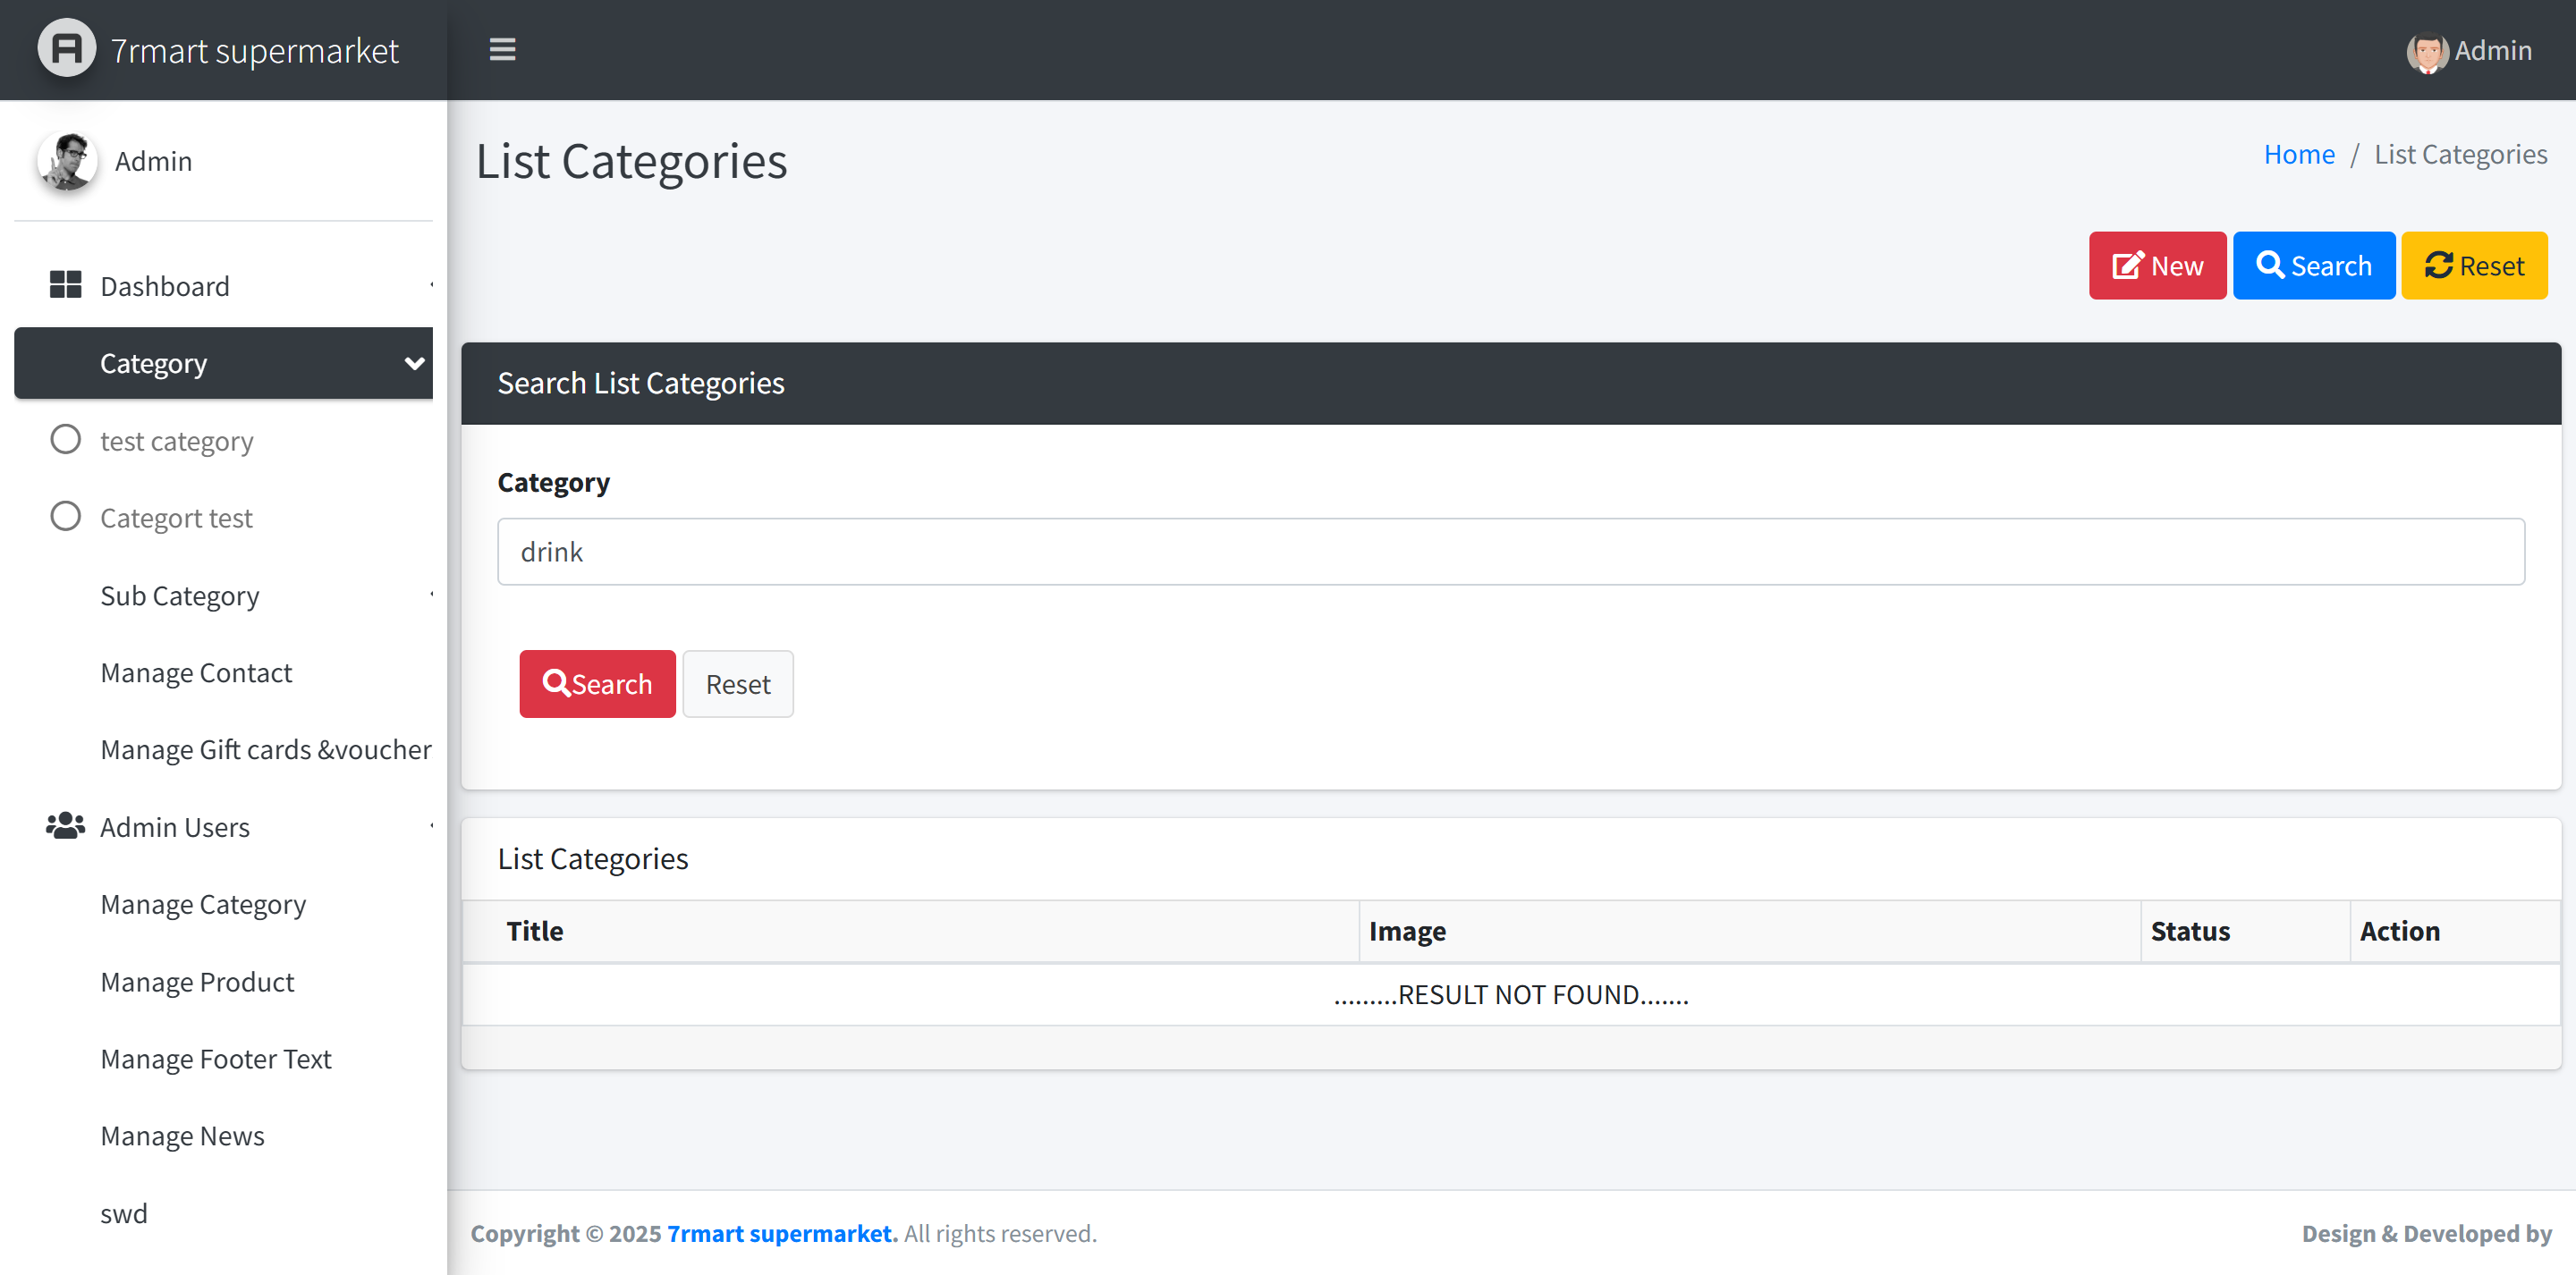 7rmart supermarket
Admin
Admin
List Categories
Home / List Categories
New
Search
Reset
Dashboard
Category
test category
Categort test
Sub Category
Manage Contact
Manage Gift cards &voucher
Admin Users
Manage Category
Manage Product
Manage Footer Text
Manage News
swd
Search List Categories
Category
drink
Search
Reset
List Categories
Title Image Status Action
.........RESULT NOT FOUND.......
Copyright © 2025 7rmart supermarket. All rights reserved.
Design & Developed by